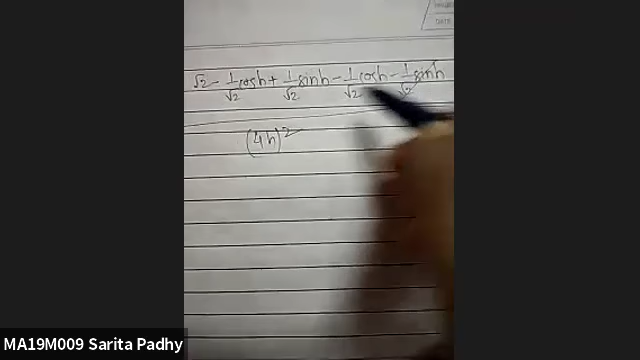 √2 - 1/√2 cosh + 1/√2 sinh - 1/√2 cosh - 1/√2 sinh
(4h)²
MA19M009 Sarita Padhy